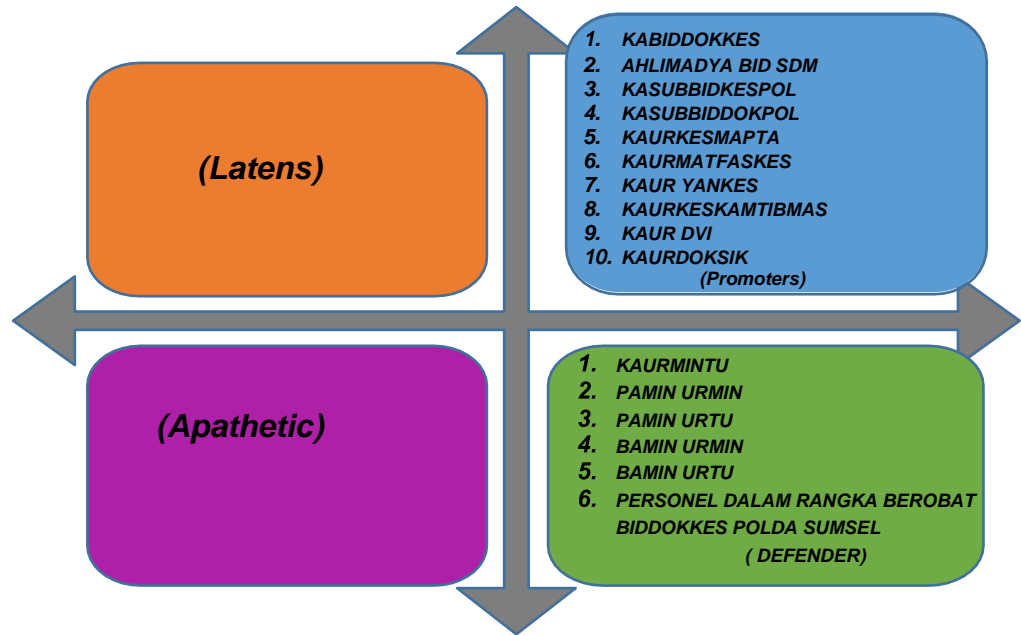 (Latens)
1. KABIDDOKKES
2. AHLIMADYA BID SDM
3. KASUBBIDKESPOL
4. KASUBBIDDOKPOL
5. KAURKESMAPTA
6. KAURMATFASKES
7. KAUR YANKES
8. KAURKESKAMTIBMAS
9. KAUR DVI
10. KAURDOKSIK
(Promoters)
(Apathetic)
1. KAURMINTU
2. PAMIN URMIN
3. PAMIN URTU
4. BAMIN URMIN
5. BAMIN URTU
6. PERSONEL DALAM RANGKA BEROBAT
BIDDOKKES POLDA SUMSEL
( DEFENDER)